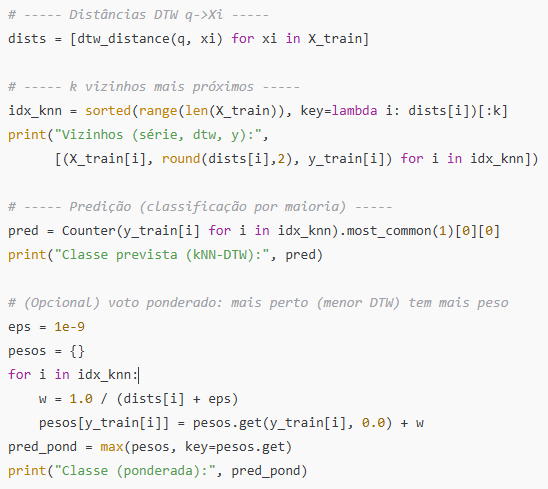 # ----- Distâncias DTW q->Xi -----
dists = [dtw_distance(q, xi) for xi in X_train]
# ----- k vizinhos mais próximos -----
idx_knn = sorted(range(len(X_train)), key=lambda i: dists[i])[:k]
print("Vizinhos (série, dtw, y):",
      [(X_train[i], round(dists[i],2), y_train[i]) for i in idx_knn])
# ----- Predição (classificação por maioria) -----
pred = Counter(y_train[i] for i in idx_knn).most_common(1)[0][0]
print("Classe prevista (kNN-DTW):", pred)
# (Opcional) voto ponderado: mais perto (menor DTW) tem mais peso
eps = 1e-9
pesos = {}
for i in idx_knn:
    w = 1.0 / (dists[i] + eps)
    pesos[y_train[i]] = pesos.get(y_train[i], 0.0) + w
pred_pond = max(pesos, key=pesos.get)
print("Classe (ponderada):", pred_pond)